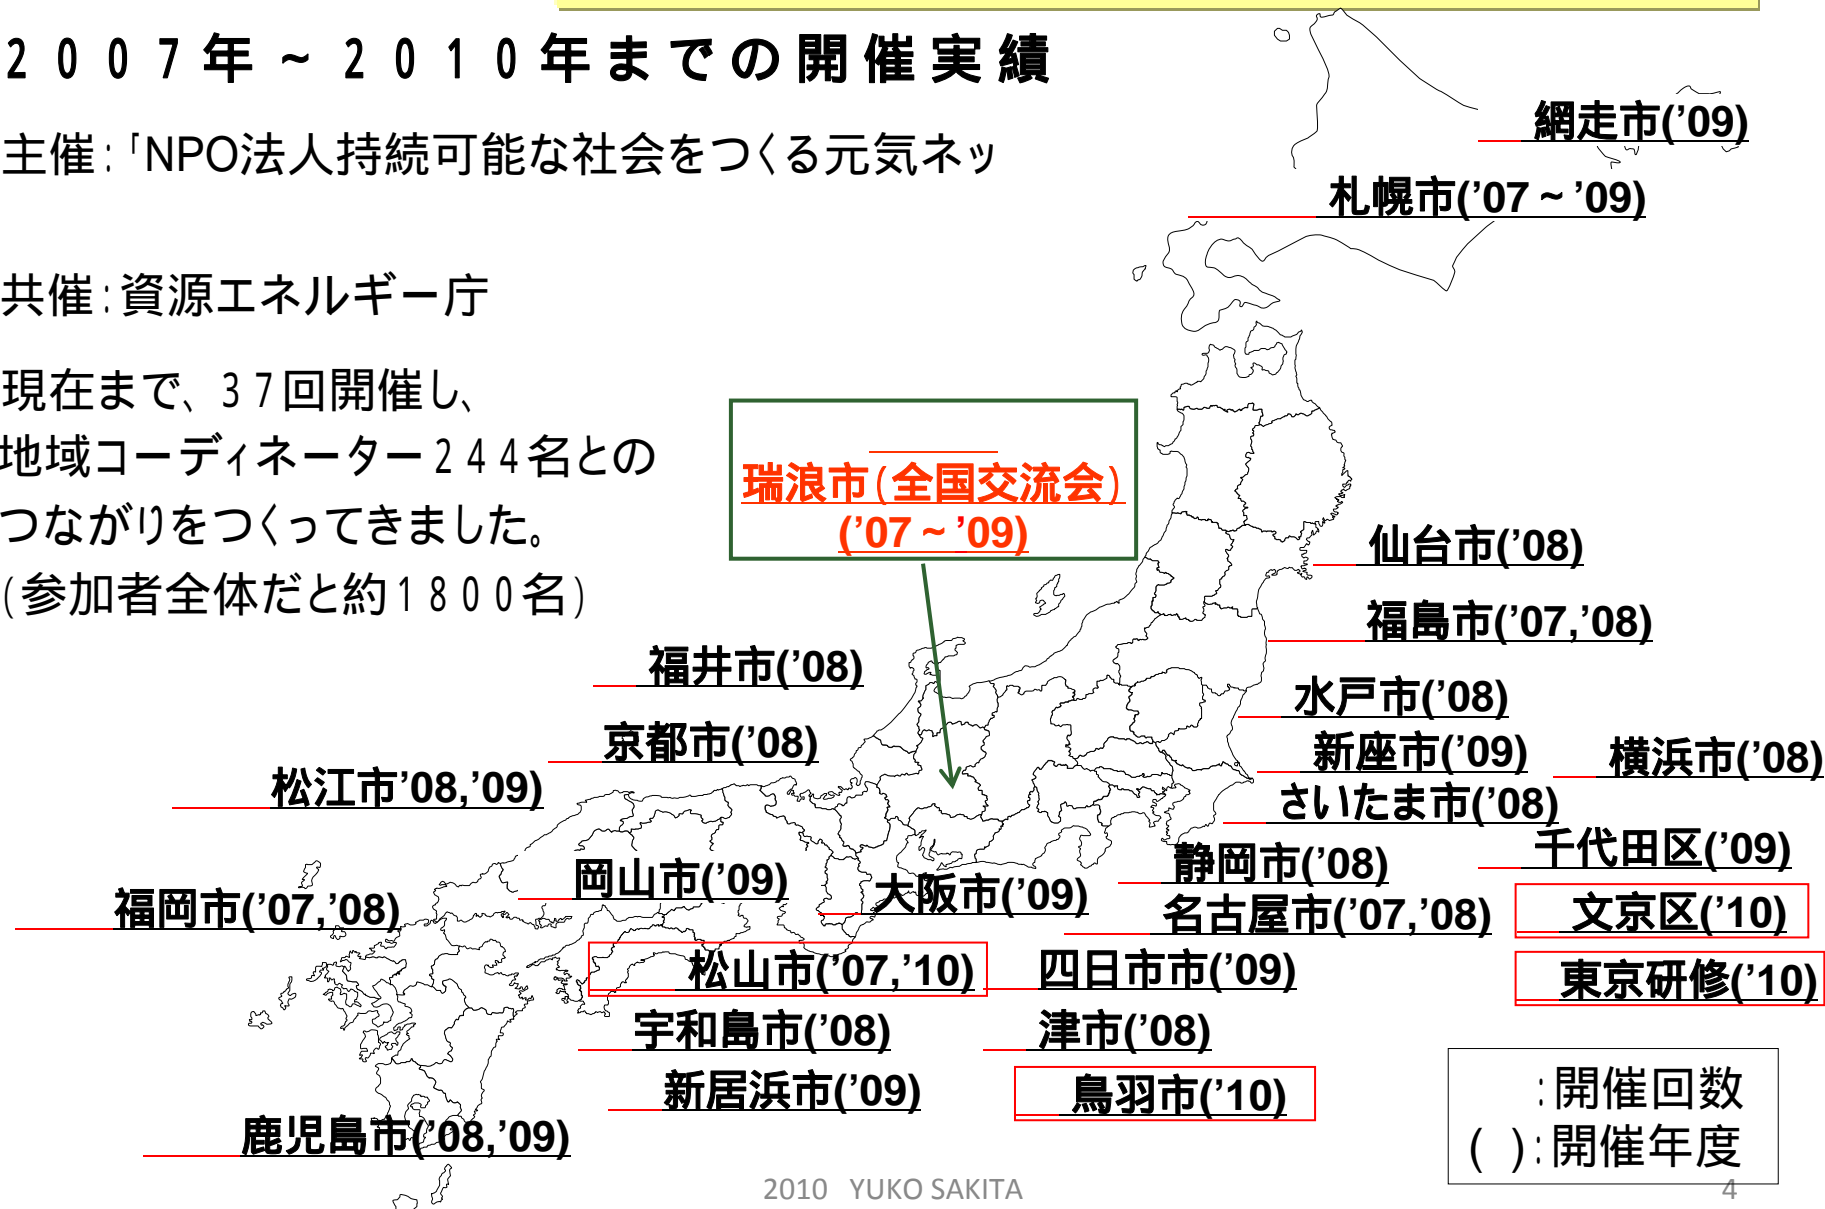 2007年～2010年までの開催実績
主催：「NPO法人持続可能な社会をつくる元気ネッ
共催：資源エネルギー庁
現在まで、37回開催し、
地域コーディネーター244名との
つながりをつくってきました。
(参加者全体だと約1800名)
網走市('09)
札幌市('07～'09)
瑞浪市(全国交流会)
('07～'09)
仙台市('08)
福島市('07,'08)
福井市('08)
水戸市('08)
京都市('08)
新座市('09)
横浜市('08)
松江市'08,'09)
さいたま市('08)
千代田区('09)
静岡市('08)
岡山市('09)
大阪市('09)
福岡市('07,'08)
名古屋市('07,'08)
文京区('10)
松山市('07,'10)
四日市市('09)
東京研修('10)
宇和島市('08)
津市('08)
新居浜市('09)
鳥羽市('10)
鹿児島市('08,'09)
:開催回数
( ):開催年度
2010 YUKO SAKITA
4